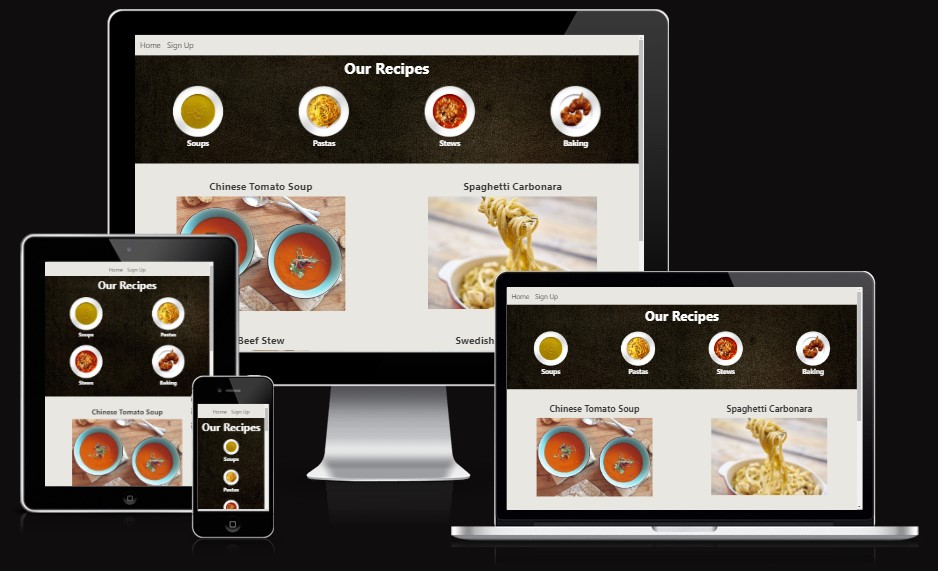 Home Sign Up
Our Recipes
Soups Pastas Stews Baking
Chinese Tomato Soup Spaghetti Carbonara
Beef Stew Swedish
Home Sign Up
Our Recipes
Soups Pastas
Stews Baking
Chinese Tomato Soup
Home Sign Up
Our Recipes
Soups
Pastas
Home Sign Up
Our Recipes
Soups Pastas Stews Baking
Chinese Tomato Soup Spaghetti Carbonara